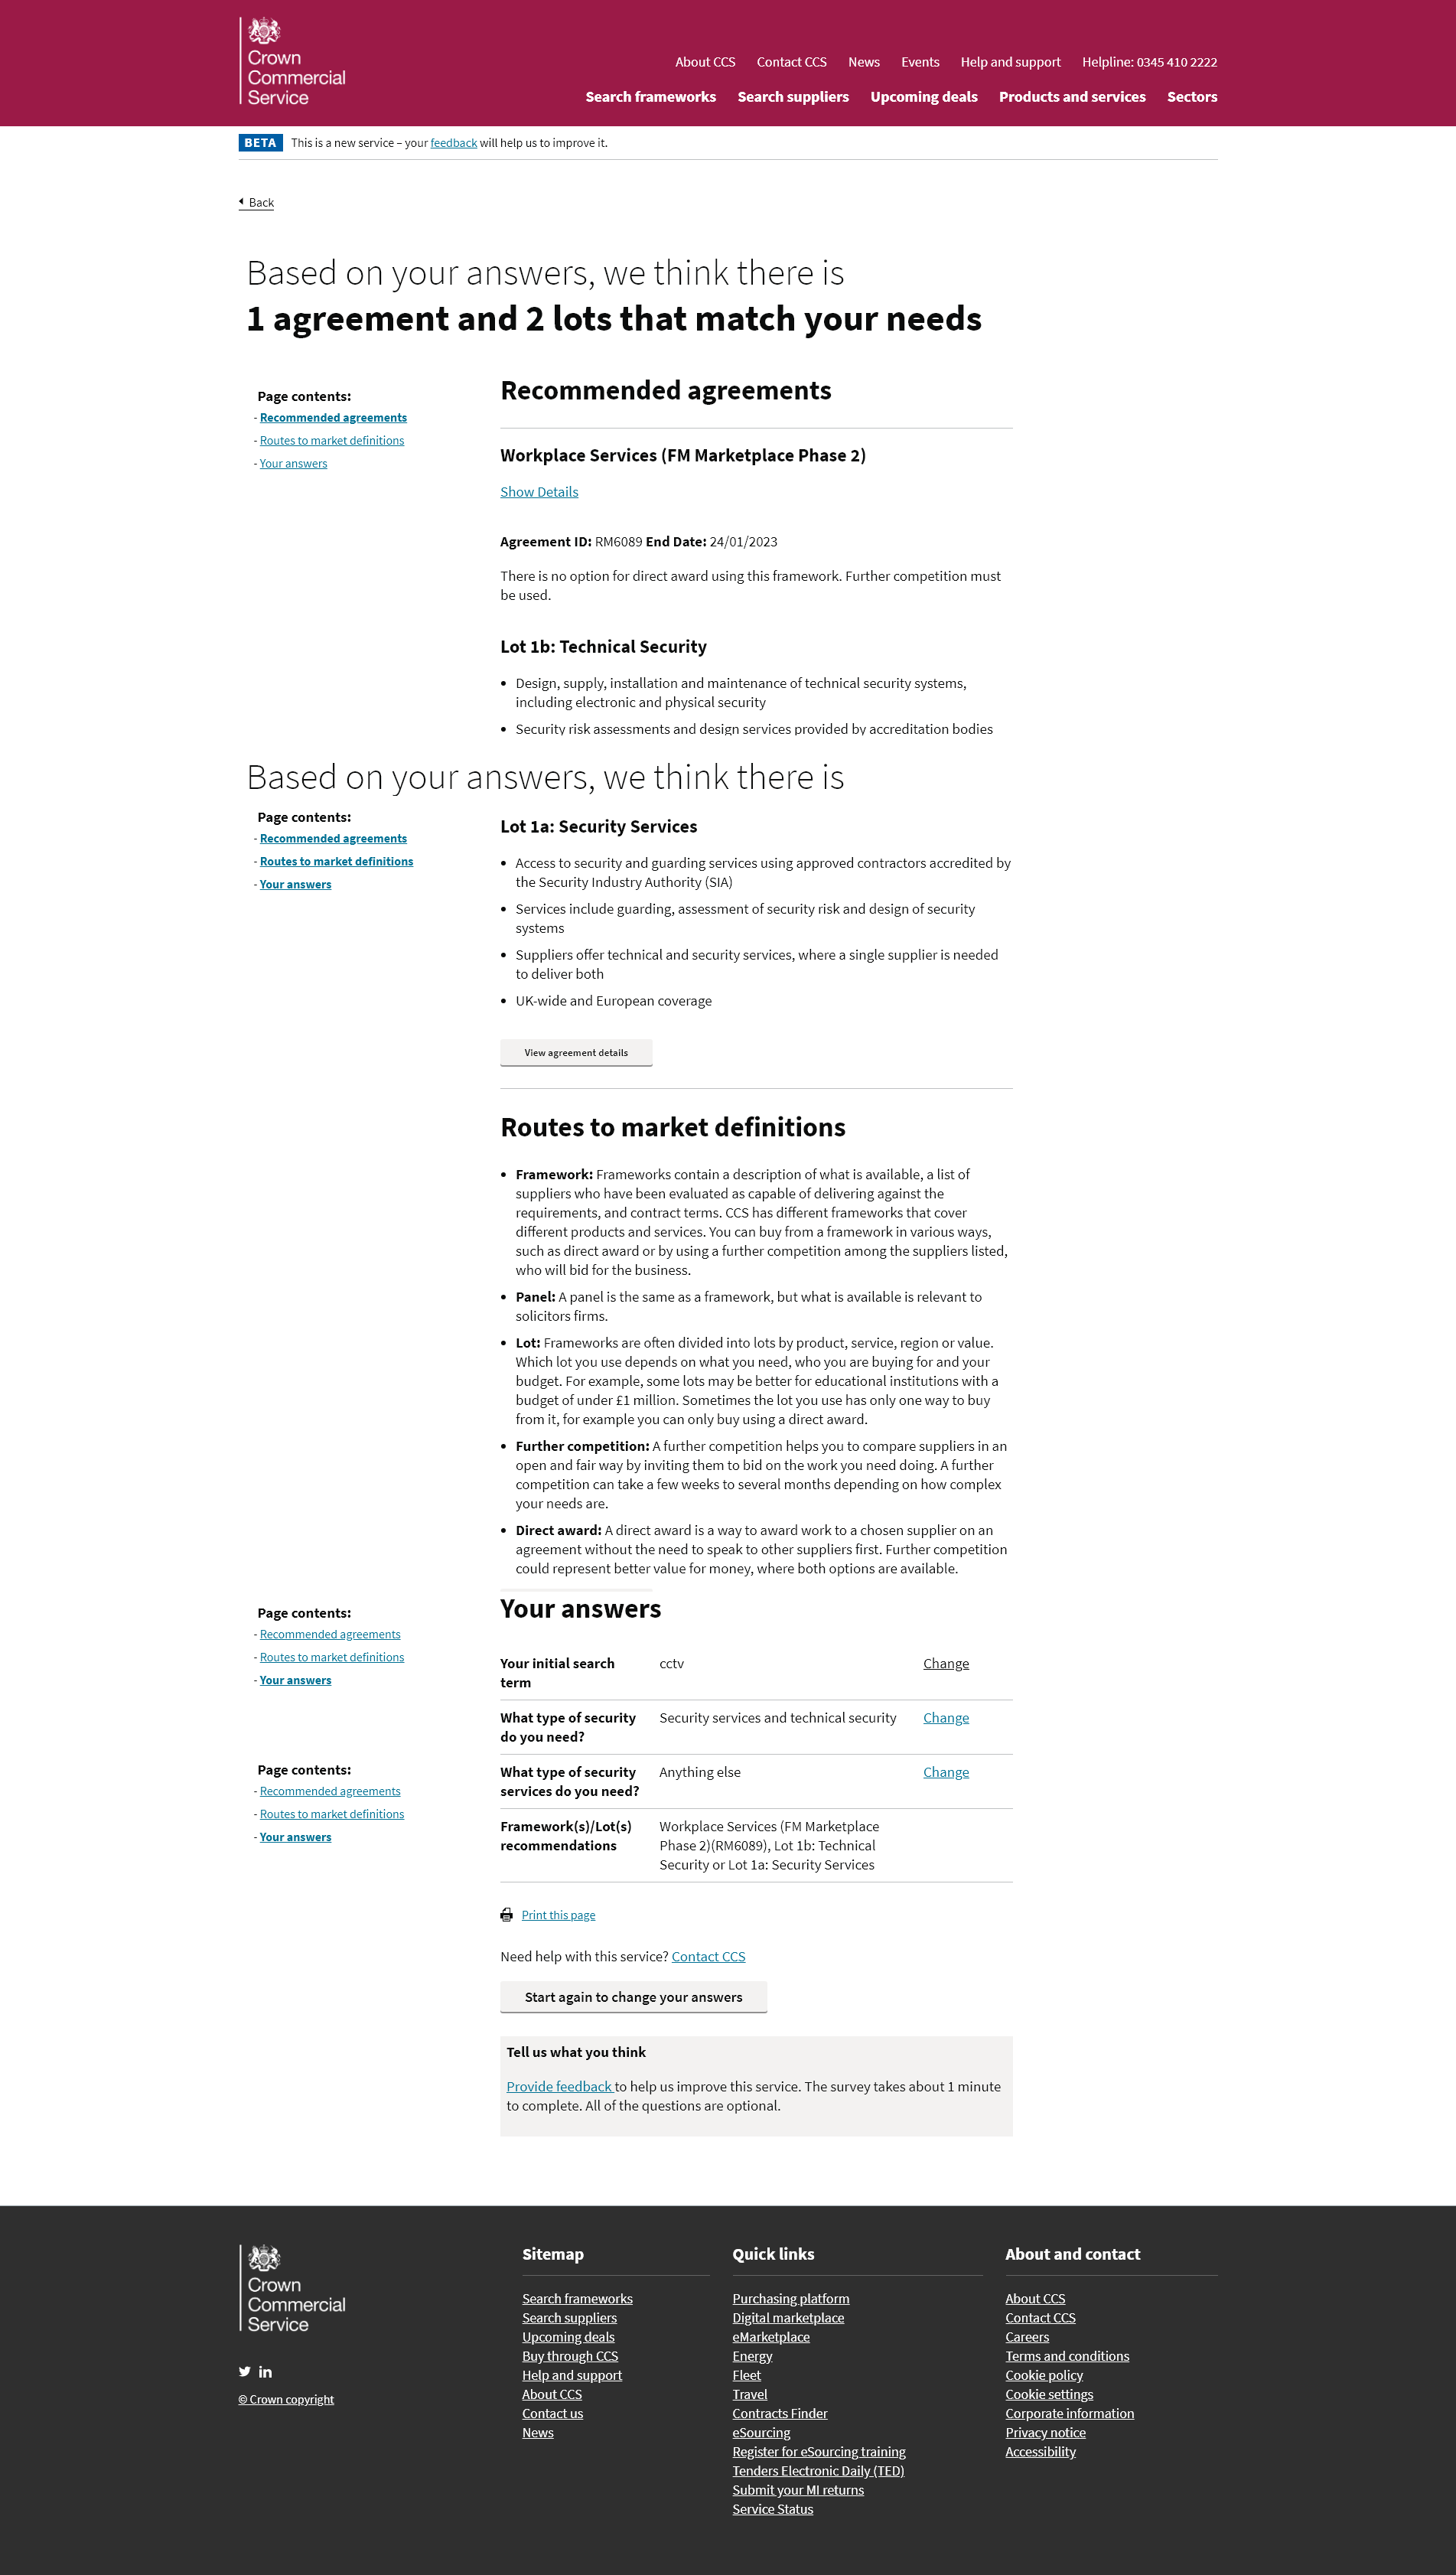 Crown
Commercial
Service
About CCS Contact CCS News Events Help and support Helpline: 0345 410 2222
Search frameworks Search suppliers Upcoming deals Products and services Sectors
BETA This is a new service – your feedback will help us to improve it.
Back
Based on your answers, we think there is
1 agreement and 2 lots that match your needs
Page contents:
- Recommended agreements
- Routes to market definitions
- Your answers
Recommended agreements
Workplace Services (FM Marketplace Phase 2)
Show Details
Agreement ID: RM6089 End Date: 24/01/2023
There is no option for direct award using this framework. Further competition must
be used.
Lot 1b: Technical Security
• Design, supply, installation and maintenance of technical security systems,
including electronic and physical security
• Security risk assessments and design services provided by accreditation bodies
Based on your answers, we think there is
Page contents:
- Recommended agreements
- Routes to market definitions
- Your answers
Lot 1a: Security Services
• Access to security and guarding services using approved contractors accredited by
the Security Industry Authority (SIA)
• Services include guarding, assessment of security risk and design of security
systems
• Suppliers offer technical and security services, where a single supplier is needed
to deliver both
• UK-wide and European coverage
View agreement details
Routes to market definitions
• Framework: Frameworks contain a description of what is available, a list of
suppliers who have been evaluated as capable of delivering against the
requirements, and contract terms. CCS has different frameworks that cover
different products and services. You can buy from a framework in various ways,
such as direct award or by using a further competition among the suppliers listed,
who will bid for the business.
• Panel: A panel is the same as a framework, but what is available is relevant to
solicitors firms.
• Lot: Frameworks are often divided into lots by product, service, region or value.
Which lot you use depends on what you need, who you are buying for and your
budget. For example, some lots may be better for educational institutions with a
budget of under £1 million. Sometimes the lot you use has only one way to buy
from it, for example you can only buy using a direct award.
• Further competition: A further competition helps you to compare suppliers in an
open and fair way by inviting them to bid on the work you need doing. A further
competition can take a few weeks to several months depending on how complex
your needs are.
• Direct award: A direct award is a way to award work to a chosen supplier on an
agreement without the need to speak to other suppliers first. Further competition
could represent better value for money, where both options are available.
Page contents:
- Recommended agreements
- Routes to market definitions
- Your answers
Page contents:
- Recommended agreements
- Routes to market definitions
- Your answers
Your answers
Your initial search cctv Change
term
What type of security Security services and technical security Change
do you need?
What type of security Anything else Change
services do you need?
Framework(s)/Lot(s) Workplace Services (FM Marketplace
recommendations Phase 2)(RM6089), Lot 1b: Technical
Security or Lot 1a: Security Services
Print this page
Need help with this service? Contact CCS
Start again to change your answers
Tell us what you think
Provide feedback to help us improve this service. The survey takes about 1 minute
to complete. All of the questions are optional.
Crown
Commercial
Service
© Crown copyright
Sitemap
Search frameworks
Search suppliers
Upcoming deals
Buy through CCS
Help and support
About CCS
Contact us
News
Quick links
Purchasing platform
Digital marketplace
eMarketplace
Energy
Fleet
Travel
Contracts Finder
eSourcing
Register for eSourcing training
Tenders Electronic Daily (TED)
Submit your MI returns
Service Status
About and contact
About CCS
Contact CCS
Careers
Terms and conditions
Cookie policy
Cookie settings
Corporate information
Privacy notice
Accessibility